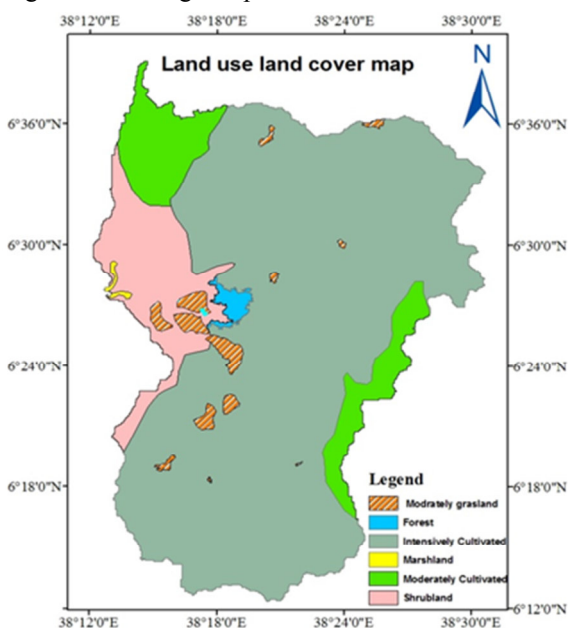 38°12'0"E 38°18'0"E 38°24'0"E 38°30'0"E
Land use land cover map
N
6°36'0"N 6°36'0"N
6°30'0"N 6°30'0"N
6°24'0"N 6°24'0"N
6°18'0"N 6°18'0"N
Legend
Modrately grasland
Forest
Intensively Cultivated
Marshland
Moderately Cultivated
Shrubland
6°12'0"N
38°12'0"E 38°18'0"E 38°24'0"E 38°30'0"E